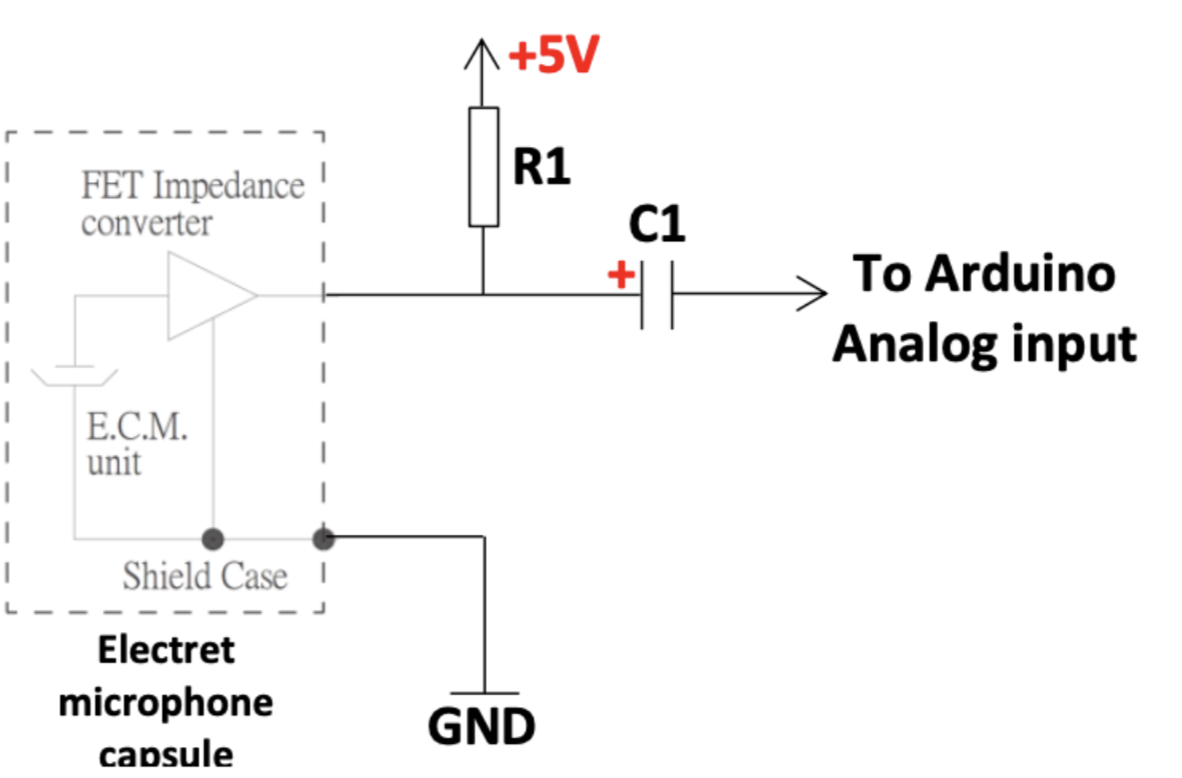 +5V
FET Impedance
converter
R1
C1
+
To Arduino
Analog input
E.C.M.
unit
Shield Case
Electret
microphone
capsule
GND